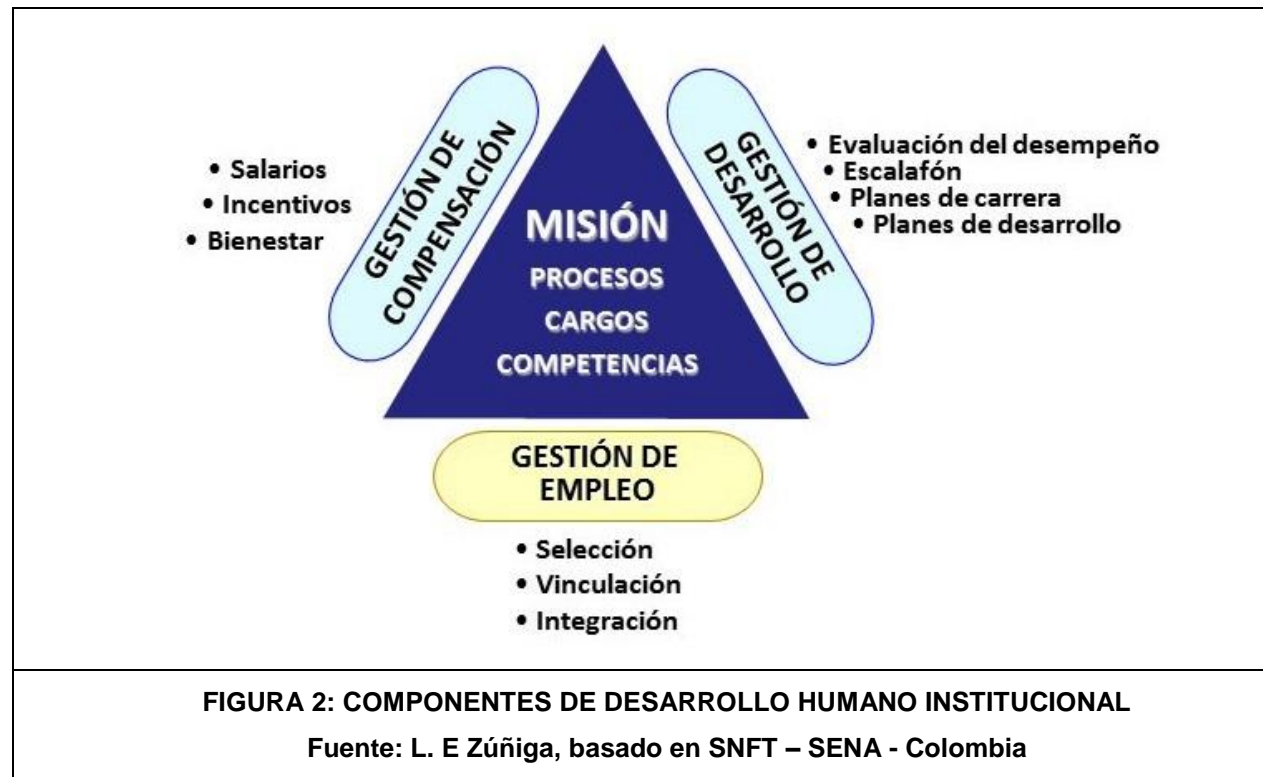 GESTIÓN DE
COMPENSACIÓN
• Salarios
• Incentivos
• Bienestar
MISIÓN
PROCESOS
CARGOS
COMPETENCIAS
GESTIÓN DE
DESARROLLO
• Evaluación del desempeño
• Escalafón
• Planes de carrera
• Planes de desarrollo
GESTIÓN DE
EMPLEO
• Selección
• Vinculación
• Integración
FIGURA 2: COMPONENTES DE DESARROLLO HUMANO INSTITUCIONAL
Fuente: L. E Zúñiga, basado en SNFT – SENA - Colombia